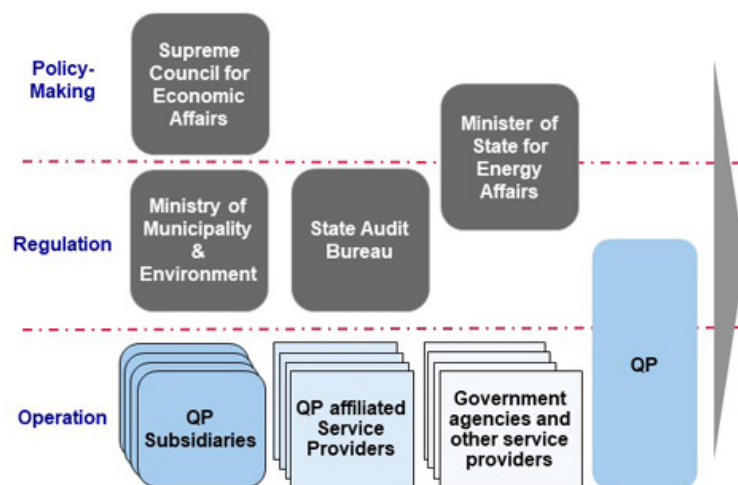 Policy-
Making
Supreme
Council for
Economic
Affairs
Minister of
State for
Energy
Affairs
Regulation
Ministry of
Municipality
&
Environment
State Audit
Bureau
QP
Operation
QP
Subsidiaries
QP affiliated
Service
Providers
Government
agencies and
other service
providers